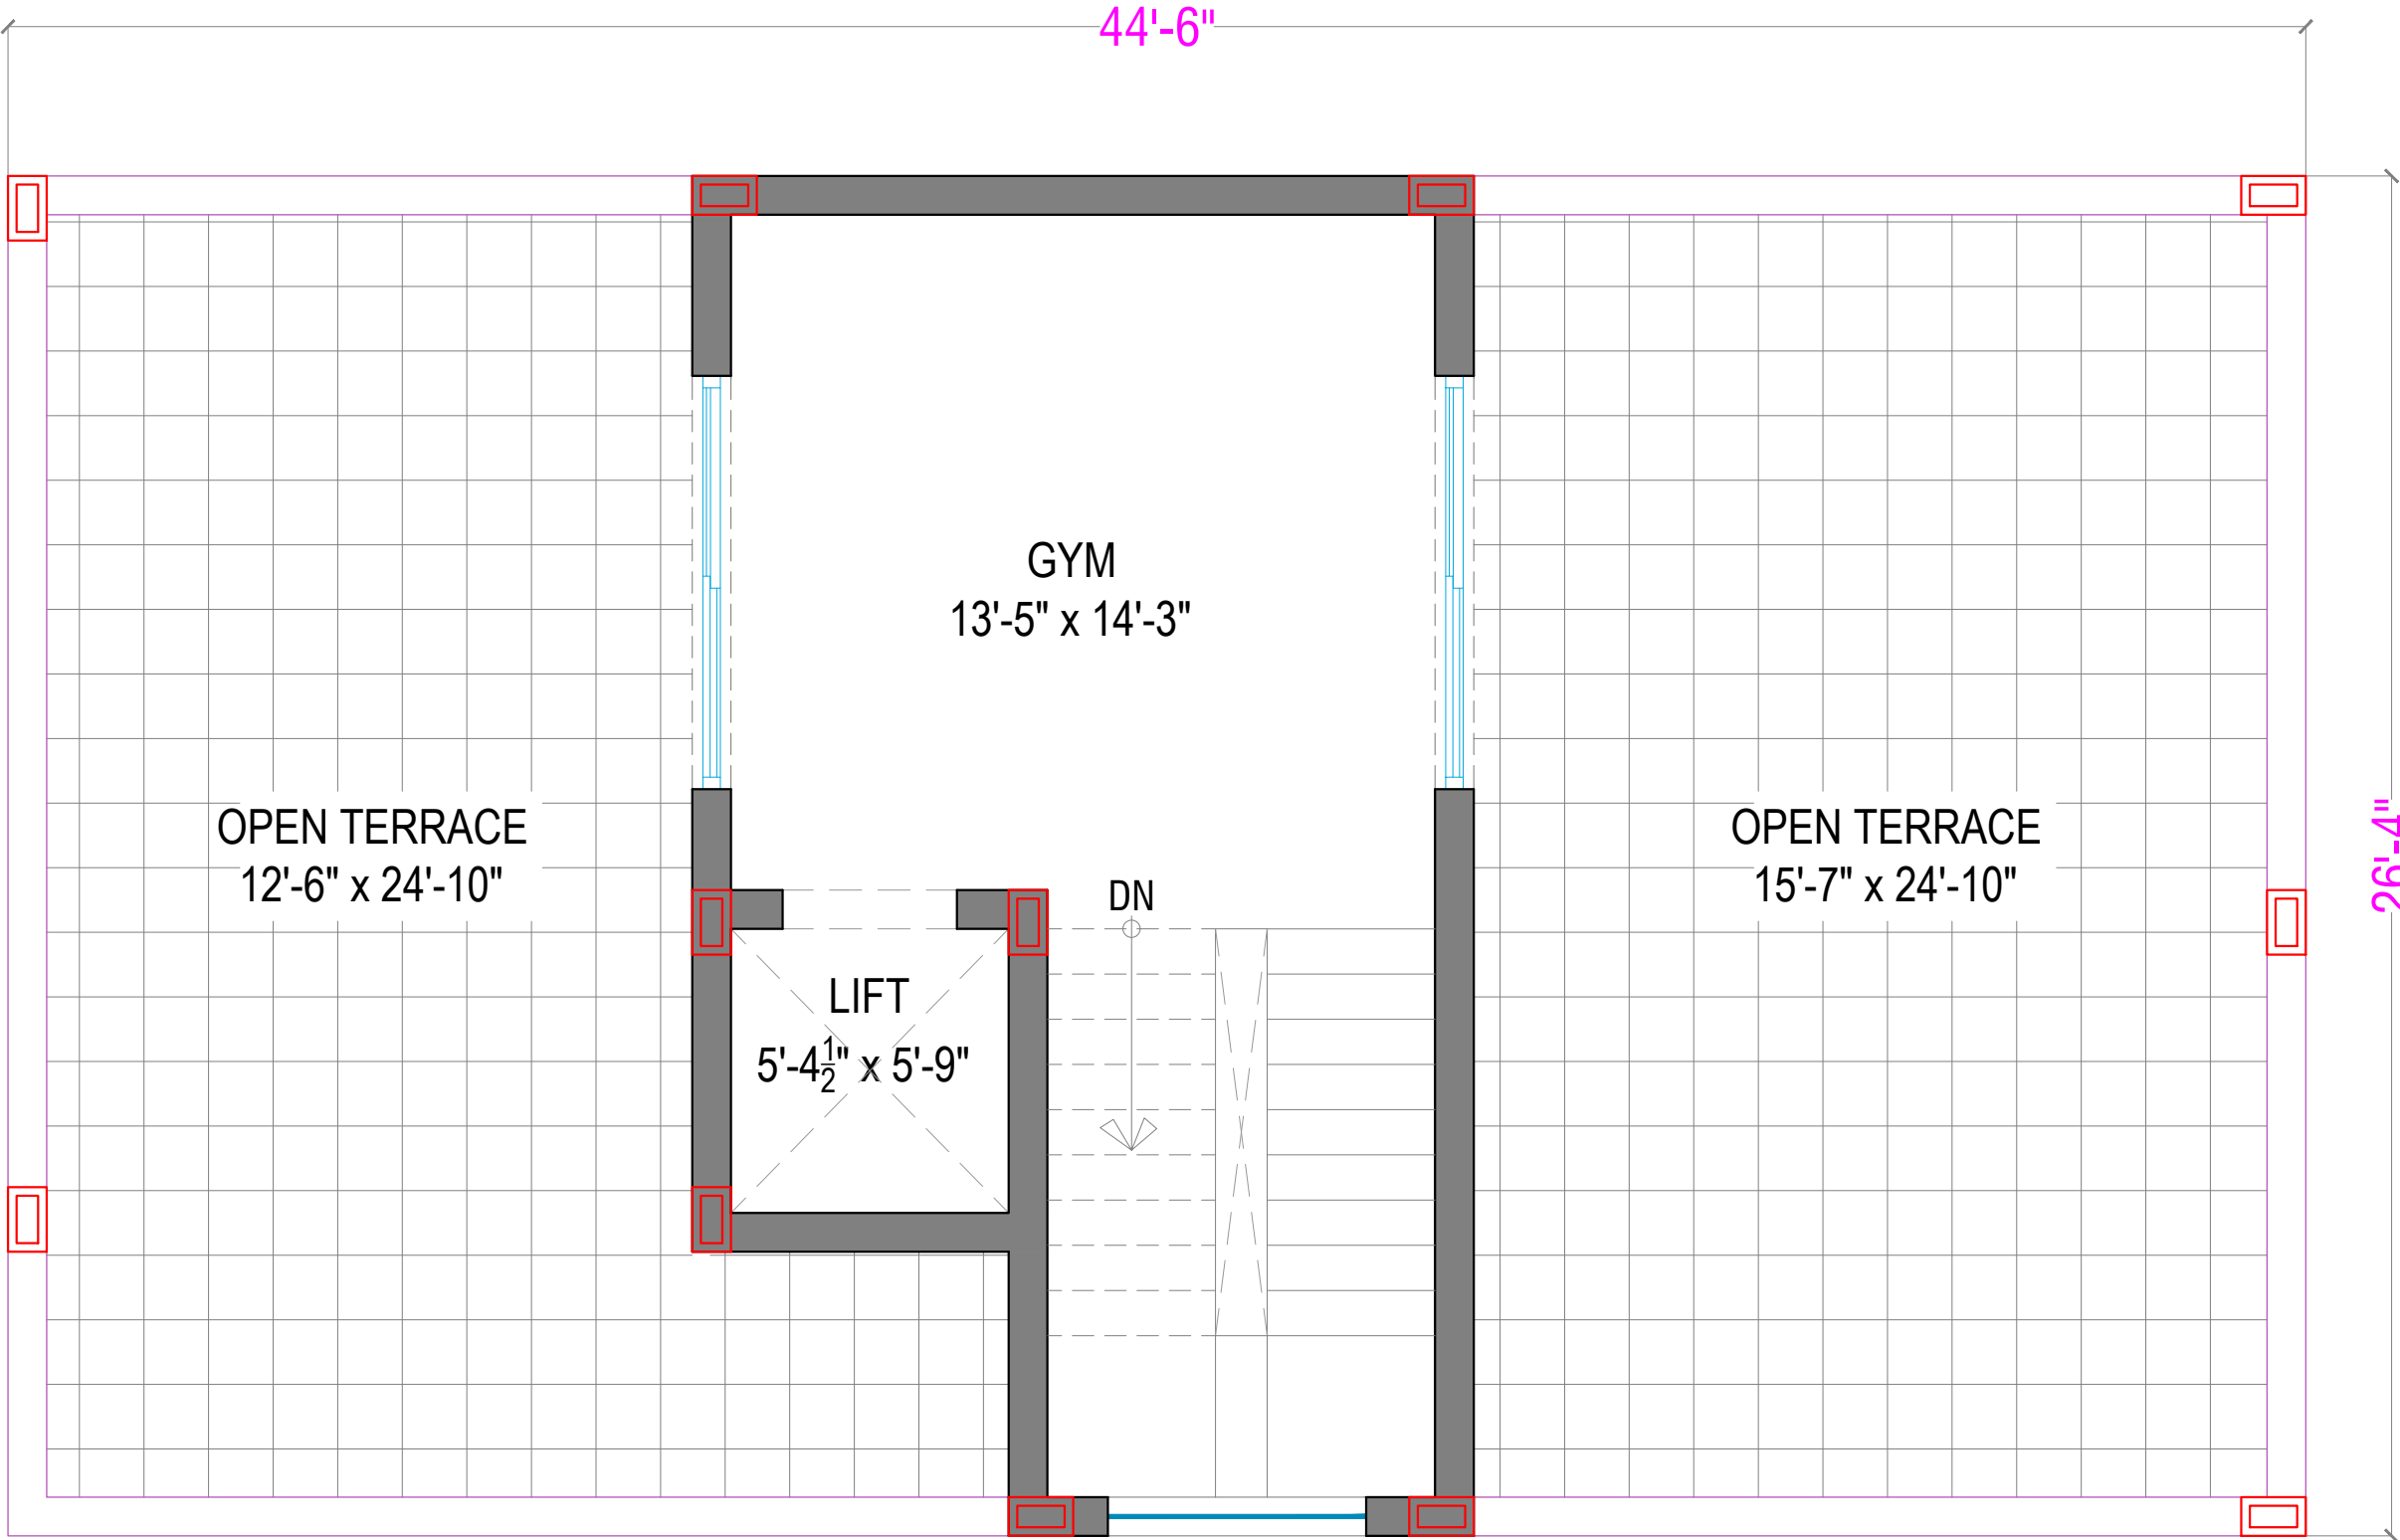 44'-6"
GYM
13'-5" x 14'-3"
OPEN TERRACE
12'-6" x 24'-10"
OPEN TERRACE
15'-7" x 24'-10"
26'-4"
DN
LIFT
5'-4½" x 5'-9"